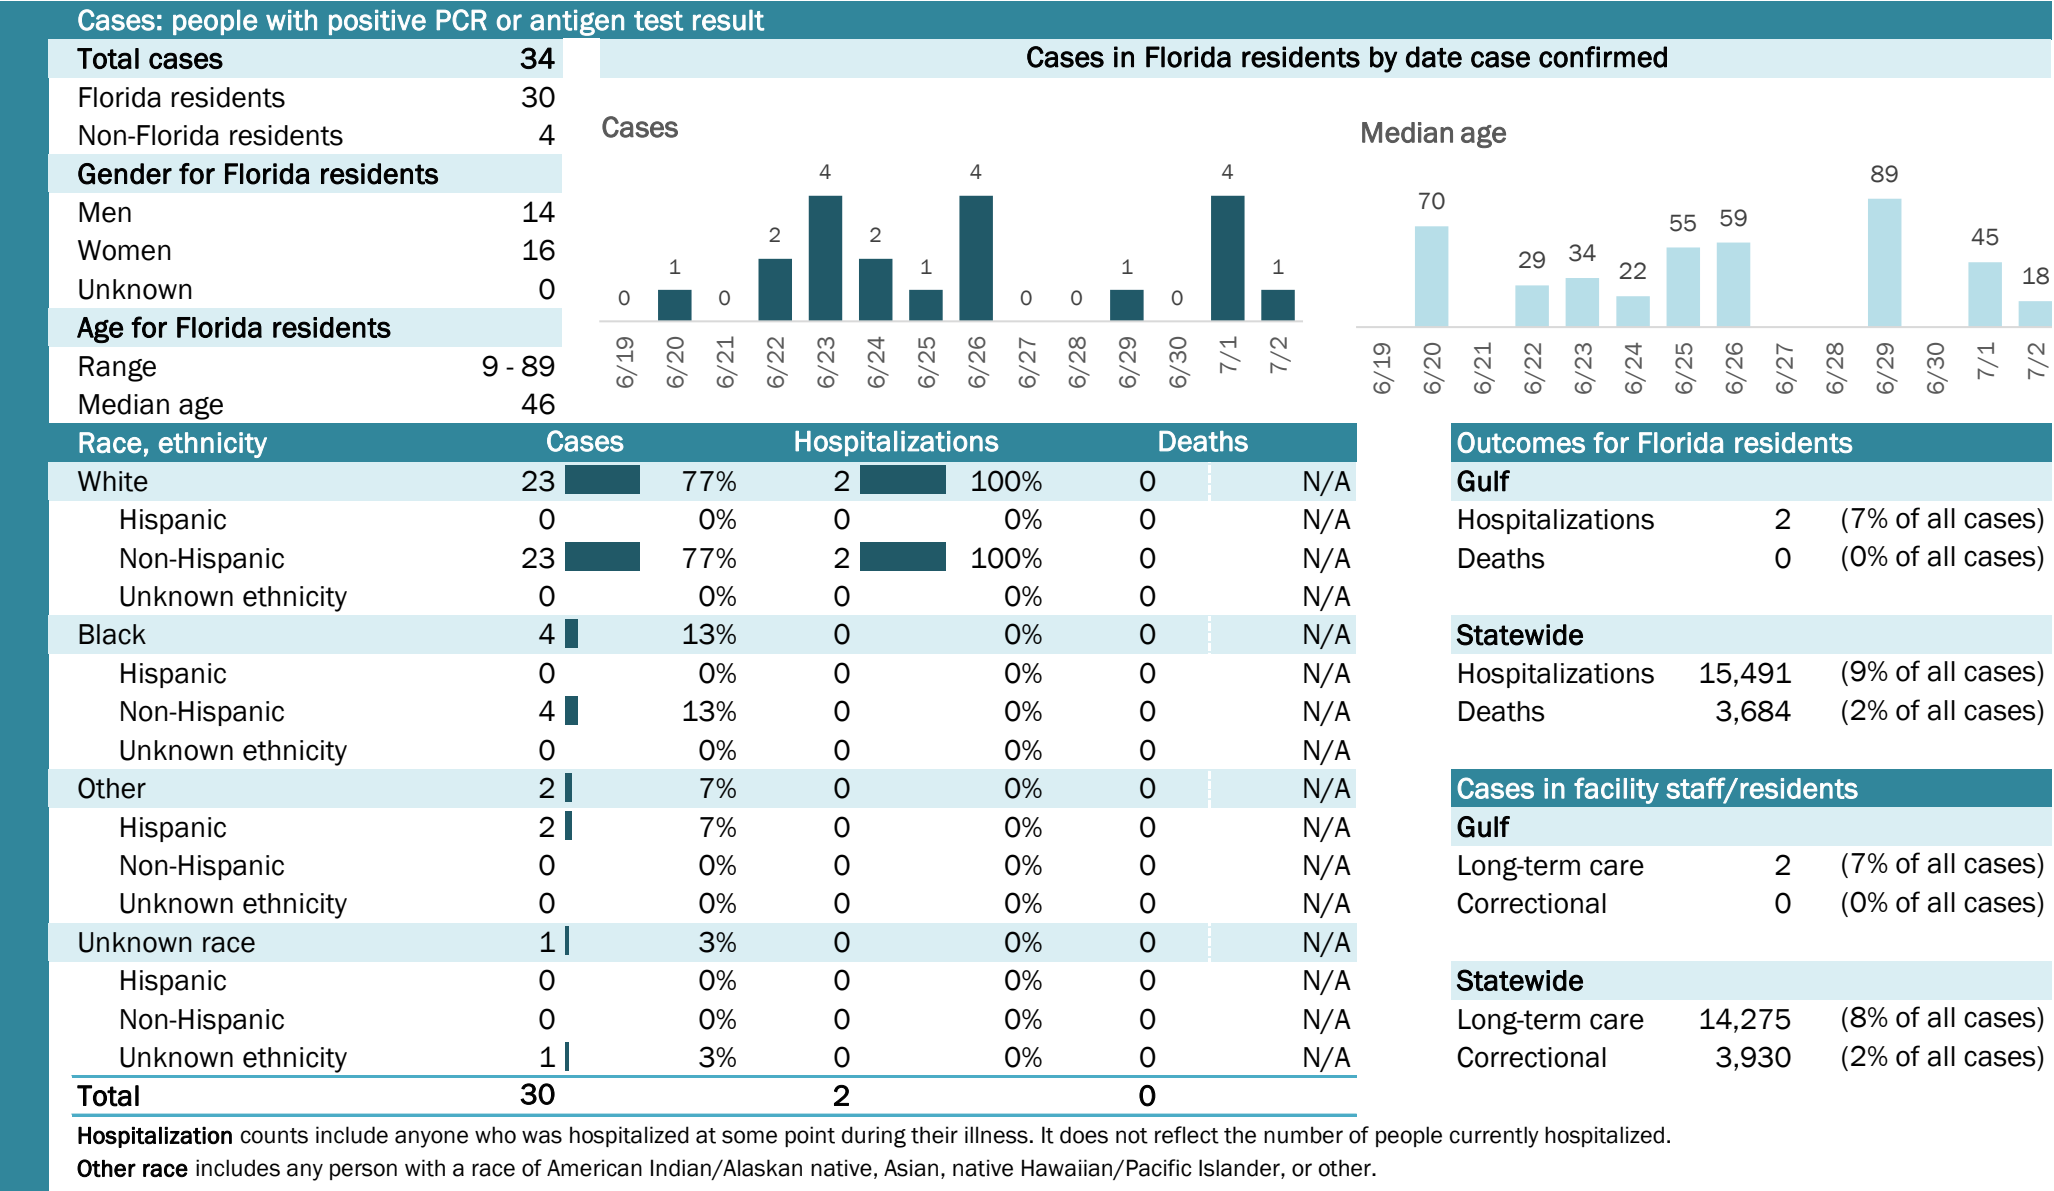 Cases: people with positive PCR or antigen test result
Total cases 34
Florida residents 30
Non-Florida residents 4
Gender for Florida residents
Men 14
Women 16
Unknown 0
Age for Florida residents
Range 9 - 89
Median age 46
Cases in Florida residents by date case confirmed
Cases
0 1 0 2 4 2 1 4 0 0 1 0 4 1
6/19 6/20 6/21 6/22 6/23 6/24 6/25 6/26 6/27 6/28 6/29 6/30 7/1 7/2
Median age
70 29 34 22 55 59 89 45 18
6/19 6/20 6/21 6/22 6/23 6/24 6/25 6/26 6/27 6/28 6/29 6/30 7/1 7/2
Race, ethnicity Cases Hospitalizations Deaths
White 23 77% 2 100% 0 N/A
Hispanic 0 0% 0 0% 0 N/A
Non-Hispanic 23 77% 2 100% 0 N/A
Unknown ethnicity 0 0% 0 0% 0 N/A
Black 4 13% 0 0% 0 N/A
Hispanic 0 0% 0 0% 0 N/A
Non-Hispanic 4 13% 0 0% 0 N/A
Unknown ethnicity 0 0% 0 0% 0 N/A
Other 2 7% 0 0% 0 N/A
Hispanic 2 7% 0 0% 0 N/A
Non-Hispanic 0 0% 0 0% 0 N/A
Unknown ethnicity 0 0% 0 0% 0 N/A
Unknown race 1 3% 0 0% 0 N/A
Hispanic 0 0% 0 0% 0 N/A
Non-Hispanic 0 0% 0 0% 0 N/A
Unknown ethnicity 1 3% 0 0% 0 N/A
Total 30 2 0
Outcomes for Florida residents
Gulf
Hospitalizations 2 (7% of all cases)
Deaths 0 (0% of all cases)
Statewide
Hospitalizations 15,491 (9% of all cases)
Deaths 3,684 (2% of all cases)
Cases in facility staff/residents
Gulf
Long-term care 2 (7% of all cases)
Correctional 0 (0% of all cases)
Statewide
Long-term care 14,275 (8% of all cases)
Correctional 3,930 (2% of all cases)
Hospitalization counts include anyone who was hospitalized at some point during their illness. It does not reflect the number of people currently hospitalized.
Other race includes any person with a race of American Indian/Alaskan native, Asian, native Hawaiian/Pacific Islander, or other.